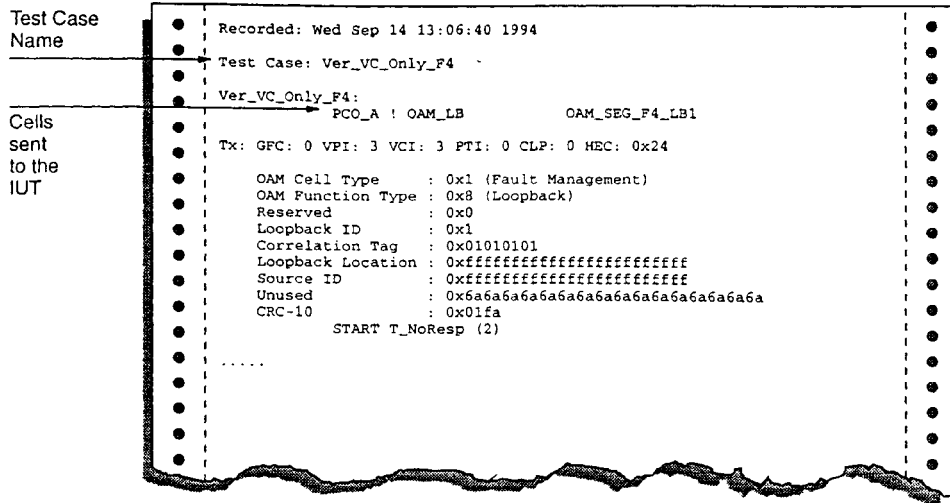 Test Case
Name
Cells
sent
to the
IUT
Recorded: Wed Sep 14 13:06:40 1994
Test Case: Ver_VC_Only_F4
Ver_VC_Only_F4:
PCO_A ! OAM_LB OAM_SEG_F4_LB1
Tx: GFC: 0 VPI: 3 VCI: 3 PTI: 0 CLP: 0 HEC: 0x24
OAM Cell Type : 0x1 (Fault Management)
OAM Function Type : 0x8 (Loopback)
Reserved : 0x0
Loopback ID : 0x1
Correlation Tag : 0x01010101
Loopback Location : 0xffffffffffffffffffffffff
Source ID : 0xffffffffffffffffffffffff
Unused : 0x6a6a6a6a6a6a6a6a6a6a6a6a6a6a6a6a
CRC-10 : 0x01fa
START T_NoResp (2)
.....